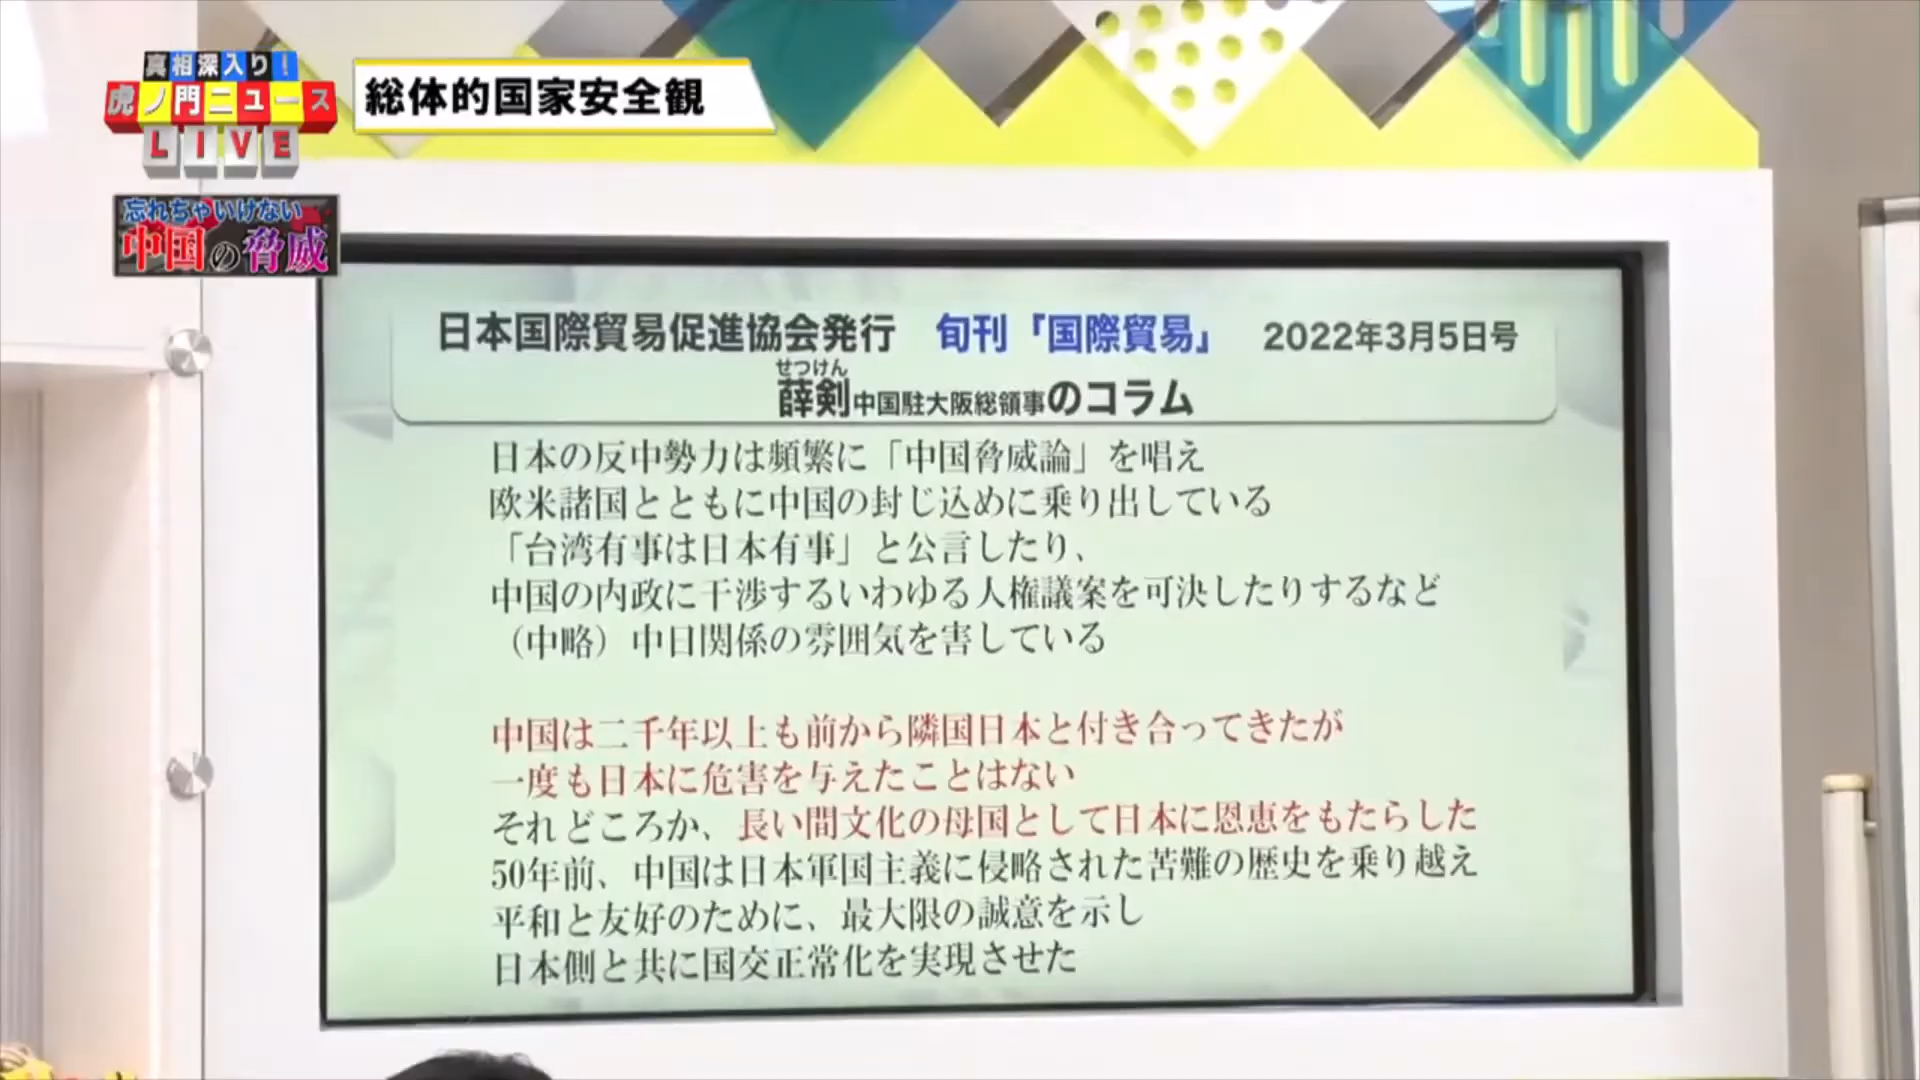 真相深入り!
虎ノ門ニュース
LIVE
総体的国家安全観
忘れちゃいけない
中国の脅威
日本国際貿易促進協会発行 旬刊「国際貿易」 2022年3月5日号
せつけん
薛剣中国駐大阪総領事のコラム
日本の反中勢力は頻繁に「中国脅威論」を唱え
欧米諸国とともに中国の封じ込めに乗り出している
「台湾有事は日本有事」と公言したり、
中国の内政に干渉するいわゆる人権議案を可決したりするなど
（中略）中日関係の雰囲気を害している
中国は二千年以上も前から隣国日本と付き合ってきたが
一度も日本に危害を与えたことはない
それどころか、長い間文化の母国として日本に恩恵をもたらした
50年前、中国は日本軍国主義に侵略された苦難の歴史を乗り越え
平和と友好のために、最大限の誠意を示し
日本側と共に国交正常化を実現させた